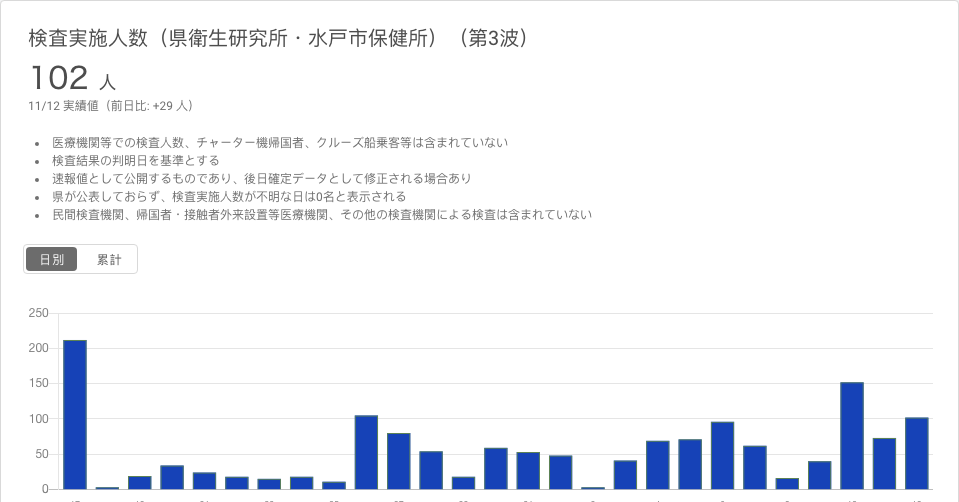 検査実施人数（県衛生研究所・水戸市保健所）（第3波）
102 人
11/12 実績値（前日比: +29 人）
医療機関等での検査人数、チャーター機帰国者、クルーズ船乗客等は含まれていない
検査結果の判明日を基準とする
速報値として公開するものであり、後日確定データとして修正される場合あり
県が公表しておらず、検査実施人数が不明な日は0名と表示される
民間検査機関、帰国者・接触者外来設置等医療機関、その他の検査機関による検査は含まれていない
日別 累計
250
200
150
100
50
0